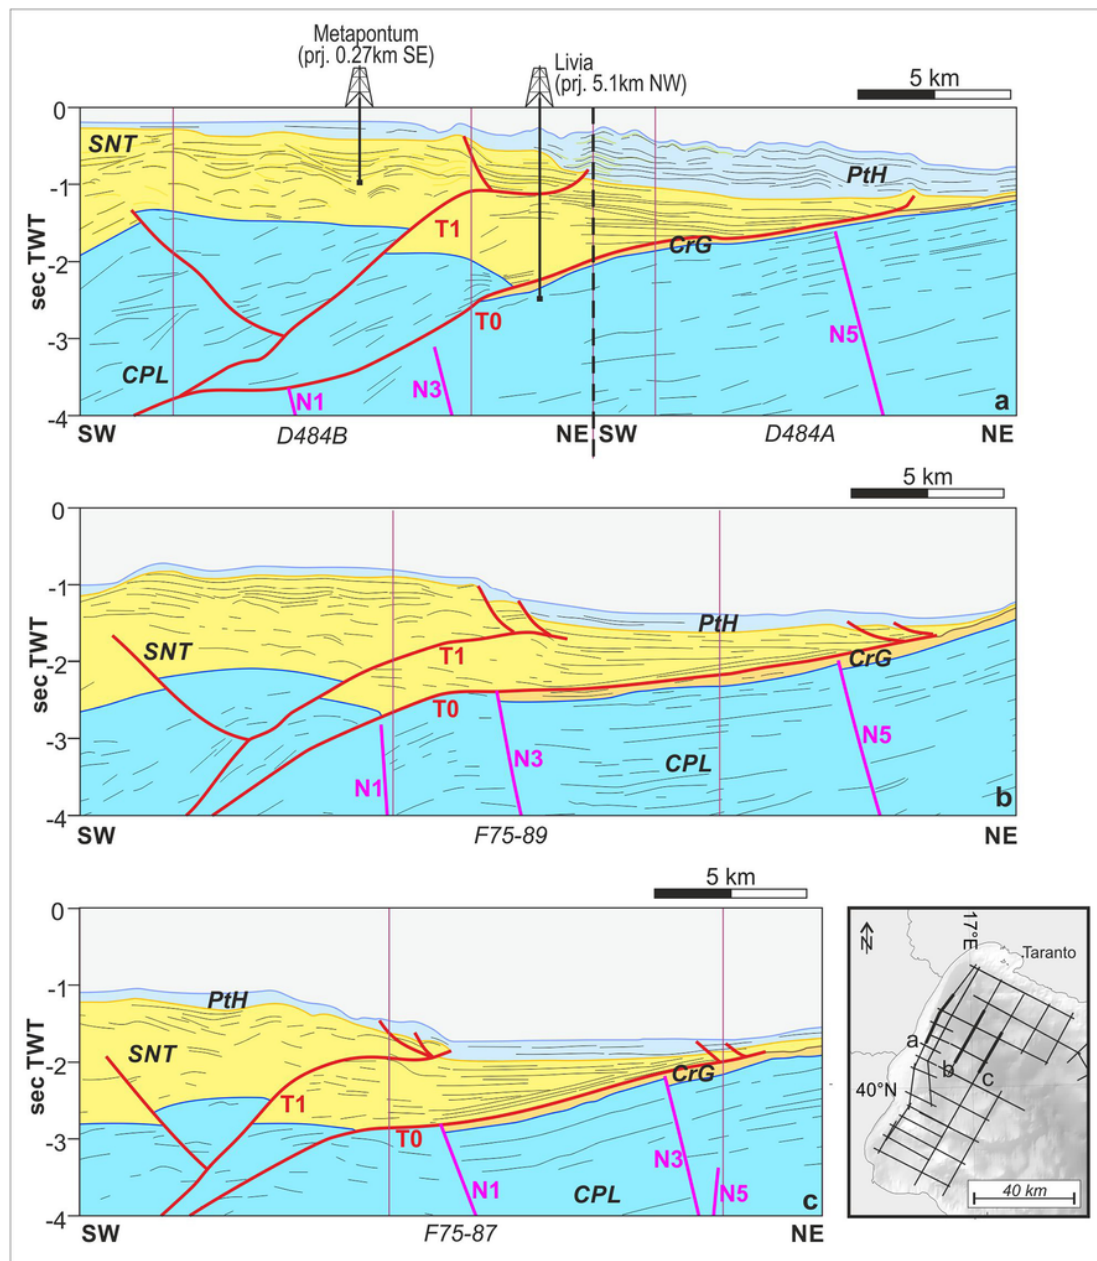 Metapontum
(prj. 0.27km SE)
Livia
(prj. 5.1km NW)
5 km
0
-1
-2
-3
-4
sec TWT
SNT
PtH
T1
CrG
T0
N5
CPL
N1
N3
a
SW
D484B
NE
SW
D484A
NE
5 km
0
-1
-2
-3
-4
sec TWT
PtH
SNT
T1
CrG
T0
N3
N5
CPL
N1
b
SW
F75-89
NE
5 km
0
-1
-2
-3
-4
sec TWT
PtH
SNT
CrG
T1
T0
N3
N1
N5
CPL
c
SW
F75-87
NE
N
17°E
Taranto
a
b
c
40°N
40 km